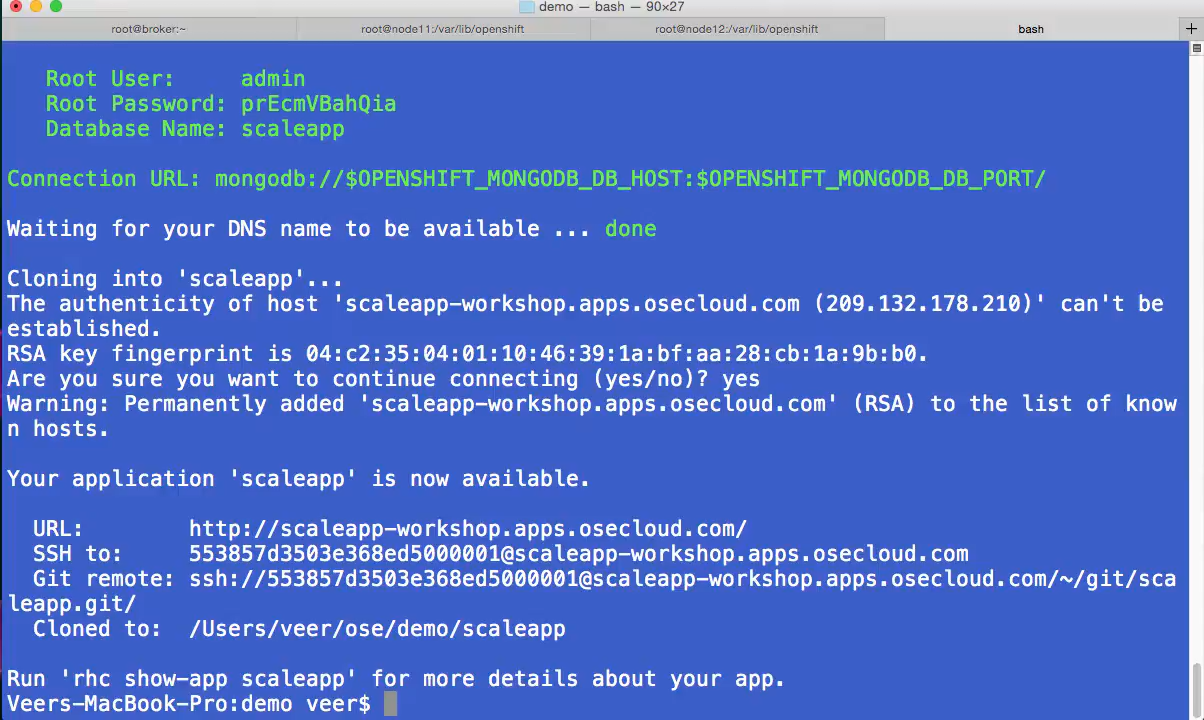 demo — bash — 90×27
root@broker:~
root@node11:/var/lib/openshift
root@node12:/var/lib/openshift
bash
Root User: admin
Root Password: prEcmVBahQia
Database Name: scaleapp
Connection URL: mongodb://$OPENSHIFT_MONGODB_DB_HOST:$OPENSHIFT_MONGODB_DB_PORT/
Waiting for your DNS name to be available ... done
Cloning into 'scaleapp'...
The authenticity of host 'scaleapp-workshop.apps.osecloud.com (209.132.178.210)' can't be
established.
RSA key fingerprint is 04:c2:35:04:01:10:46:39:1a:bf:aa:28:cb:1a:9b:b0.
Are you sure you want to continue connecting (yes/no)? yes
Warning: Permanently added 'scaleapp-workshop.apps.osecloud.com' (RSA) to the list of know
n hosts.
Your application 'scaleapp' is now available.
URL: http://scaleapp-workshop.apps.osecloud.com/
SSH to: 553857d3503e368ed5000001@scaleapp-workshop.apps.osecloud.com
Git remote: ssh://553857d3503e368ed5000001@scaleapp-workshop.apps.osecloud.com/~/git/sca
leapp.git/
Cloned to: /Users/veer/ose/demo/scaleapp
Run 'rhc show-app scaleapp' for more details about your app.
Veers-MacBook-Pro:demo veer$